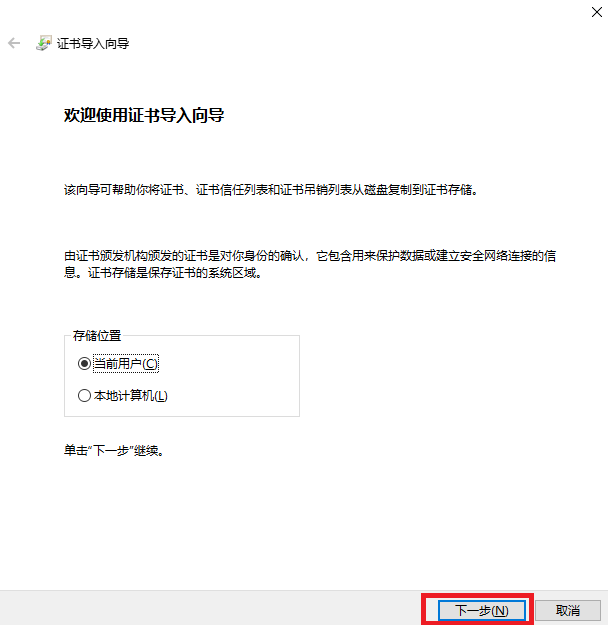 证书导入向导
欢迎使用证书导入向导
该向导可帮助你将证书、证书信任列表和证书吊销列表从磁盘复制到证书存储。
由证书颁发机构颁发的证书是对你身份的确认，它包含用来保护数据或建立安全网络连接的信
息。证书存储是保存证书的系统区域。
存储位置
当前用户(C)
本地计算机(L)
单击“下一步”继续。
下一步(N) 取消